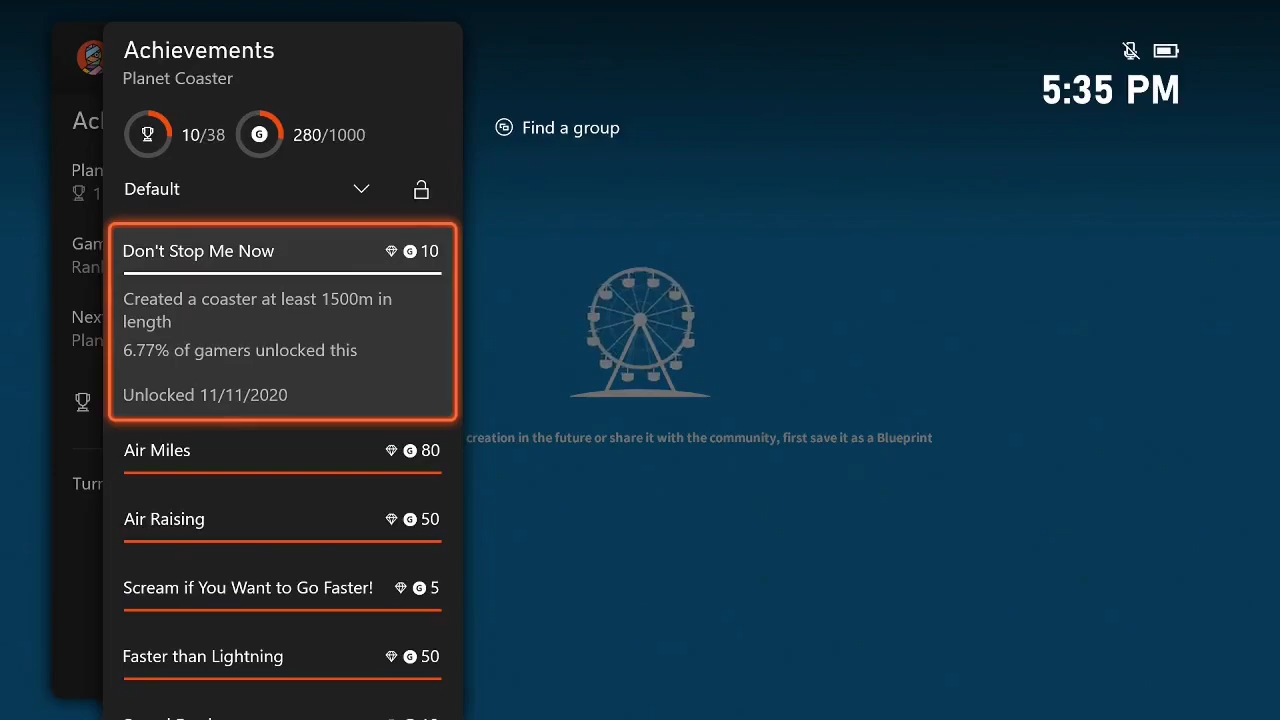 Achievements
Planet Coaster
10/38
G
280/1000
Default
Don't Stop Me Now
G 10
Created a coaster at least 1500m in
length
6.77% of gamers unlocked this
Unlocked 11/11/2020
Air Miles
G 80
Air Raising
G 50
Scream if You Want to Go Faster!
G 5
Faster than Lightning
G 50
Find a group
5:35 PM
creation in the future or share it with the community, first save it as a Blueprint